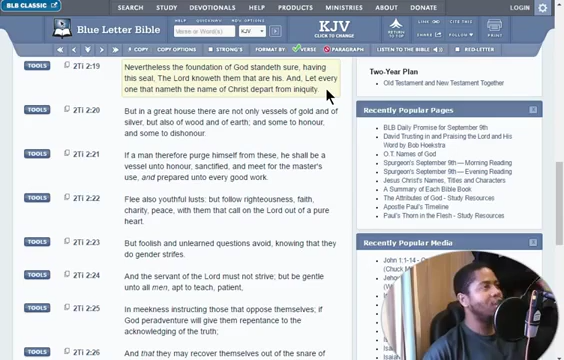 BLB CLASSIC
SEARCH STUDY DEVOTIONALS HELP PRODUCTS MINISTRIES ABOUT DONATE LOGIN
Blue Letter Bible
KJV
KJV
CLICK TO CHANGE
RETURN TO TOP
LINK
CITE THIS
PRINT
COPY COPY OPTIONS STRONG'S FORMAT BY VERSE PARAGRAPH LISTEN TO THE BIBLE RED-LETTER
TOOLS 2Ti 2:19 Nevertheless the foundation of God standeth sure, having
this seal, The Lord knoweth them that are his. And, Let every
one that nameth the name of Christ depart from iniquity.
TOOLS 2Ti 2:20 But in a great house there are not only vessels of gold and of
silver, but also of wood and of earth; and some to honour,
and some to dishonour.
TOOLS 2Ti 2:21 If a man therefore purge himself from these, he shall be a
vessel unto honour, sanctified, and meet for the master's
use, and prepared unto every good work.
TOOLS 2Ti 2:22 Flee also youthful lusts: but follow righteousness, faith,
charity, peace, with them that call on the Lord out of a pure
heart.
TOOLS 2Ti 2:23 But foolish and unlearned questions avoid, knowing that they
do gender strifes.
TOOLS 2Ti 2:24 And the servant of the Lord must not strive; but be gentle
unto all men, apt to teach, patient,
TOOLS 2Ti 2:25 In meekness instructing those that oppose themselves; if
God peradventure will give them repentance to the
acknowledging of the truth;
TOOLS 2Ti 2:26 And that they may recover themselves out of the snare of
Two-Year Plan
Old Testament and New Testament Together
Recently Popular Pages
BLB Daily Promise for September 9th
David Trusting in and Praising the Lord and His
Word by Bob Hoekstra
O.T. Names of God
Spurgeon's September 9th — Morning Reading
Spurgeon's September 9th — Evening Reading
Jesus Christ's Names, Titles and Characters
A Summary of Each Bible Book
The Attributes of God - Study Resources
Apostle Paul's Timeline
Paul's Thorn in the Flesh - Study Resources
Recently Popular Media
John 1:1-14 -
(Chuck